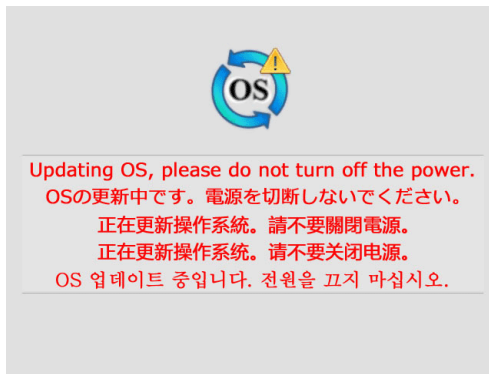 OS
Updating OS, please do not turn off the power.
OSの更新中です。電源を切断しないでください。
正在更新操作系統。請不要關閉電源。
正在更新操作系统。请不要关闭电源。
OS 업데이트 중입니다. 전원을 끄지 마십시오.